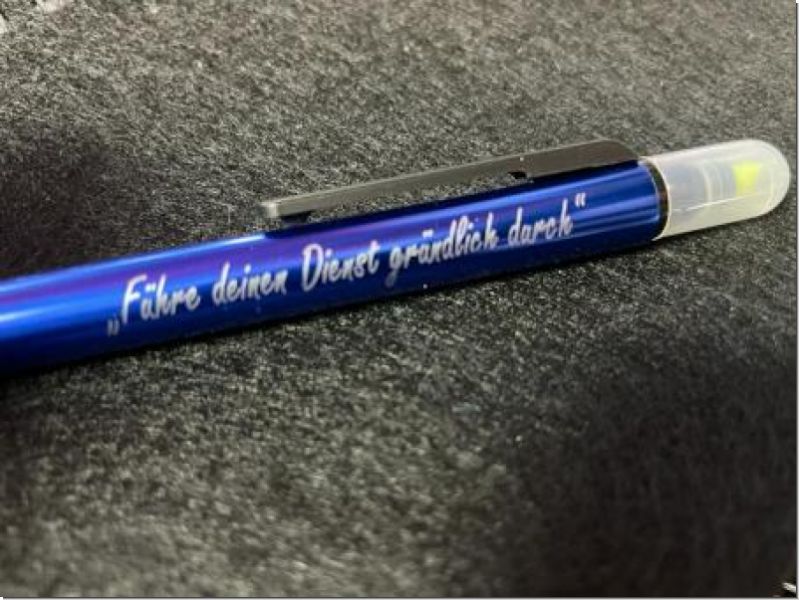 „Führe deinen Dienst gründlich durch“